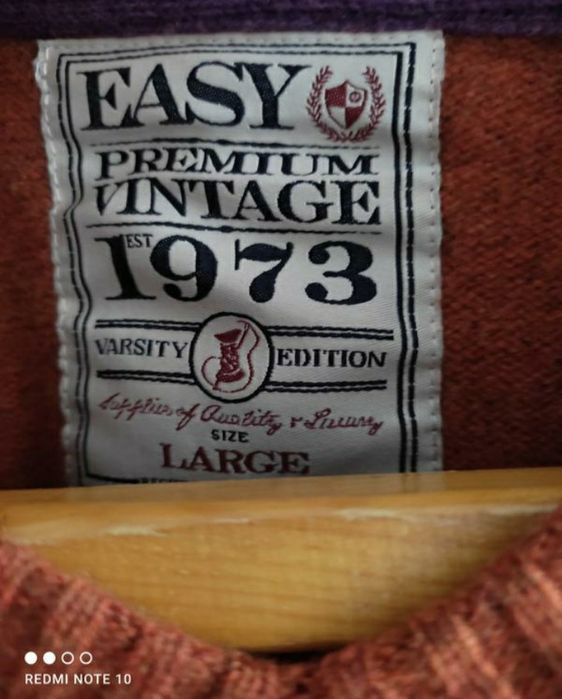 EASY
PREMIUM
VINTAGE
EST 1973
VARSITY EDITION
Supplier of Quality & Luxury
SIZE
LARGE
REDMI NOTE 10